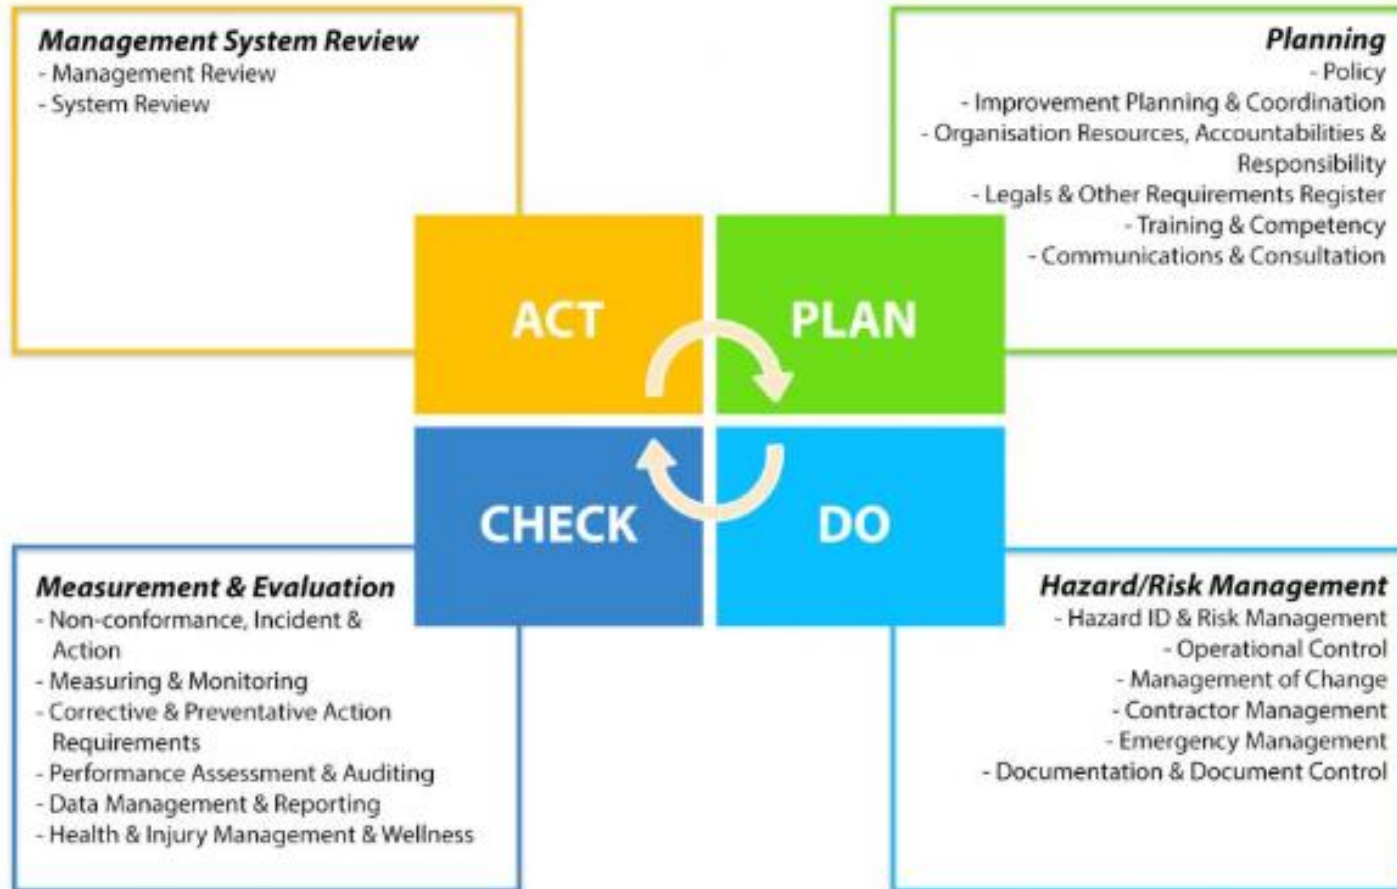 Management System Review
- Management Review
- System Review
Planning
- Policy
- Improvement Planning & Coordination
- Organisation Resources, Accountabilities &
Responsibility
- Legals & Other Requirements Register
- Training & Competency
- Communications & Consultation
ACT
PLAN
CHECK
DO
Measurement & Evaluation
- Non-conformance, Incident &
Action
- Measuring & Monitoring
- Corrective & Preventative Action
Requirements
- Performance Assessment & Auditing
- Data Management & Reporting
- Health & Injury Management & Wellness
Hazard/Risk Management
- Hazard ID & Risk Management
- Operational Control
- Management of Change
- Contractor Management
- Emergency Management
- Documentation & Document Control